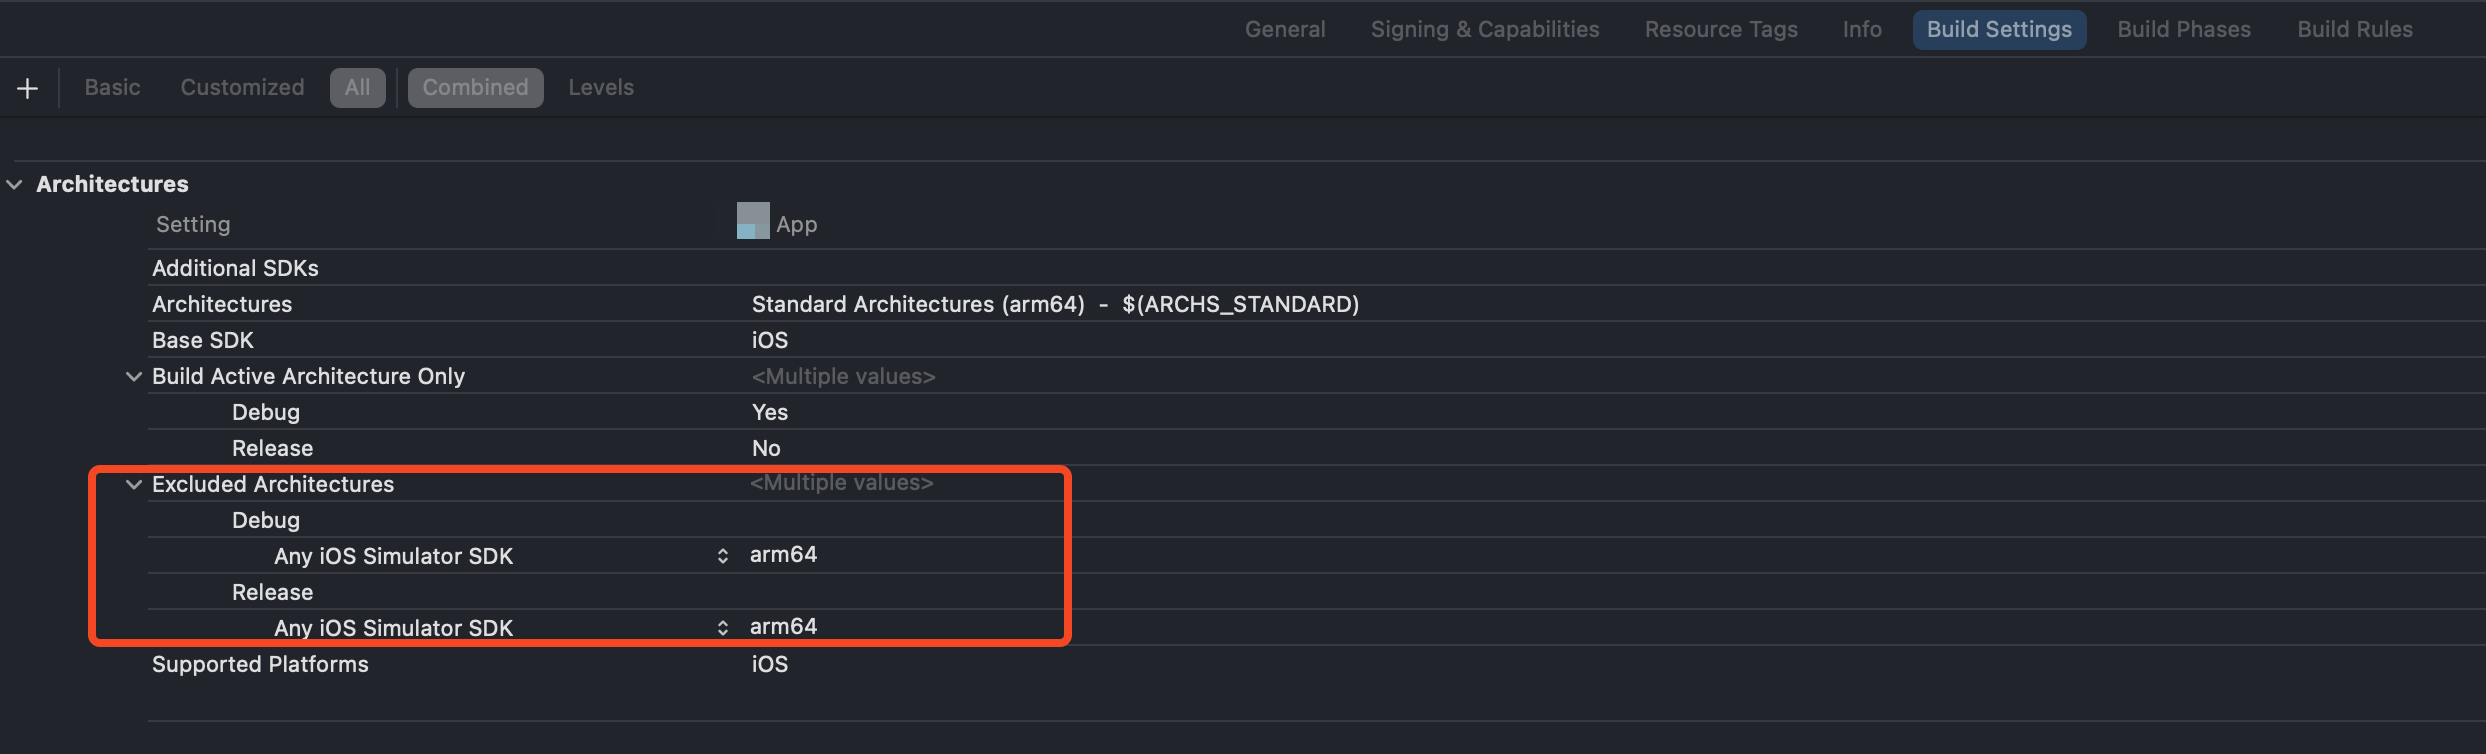 General Signing & Capabilities Resource Tags Info Build Settings Build Phases Build Rules
+ Basic Customized All Combined Levels
Architectures
Setting App
Additional SDKs
Architectures Standard Architectures (arm64) - $(ARCHS_STANDARD)
Base SDK iOS
Build Active Architecture Only <Multiple values>
Debug Yes
Release No
Excluded Architectures <Multiple values>
Debug
Any iOS Simulator SDK arm64
Release
Any iOS Simulator SDK arm64
Supported Platforms iOS